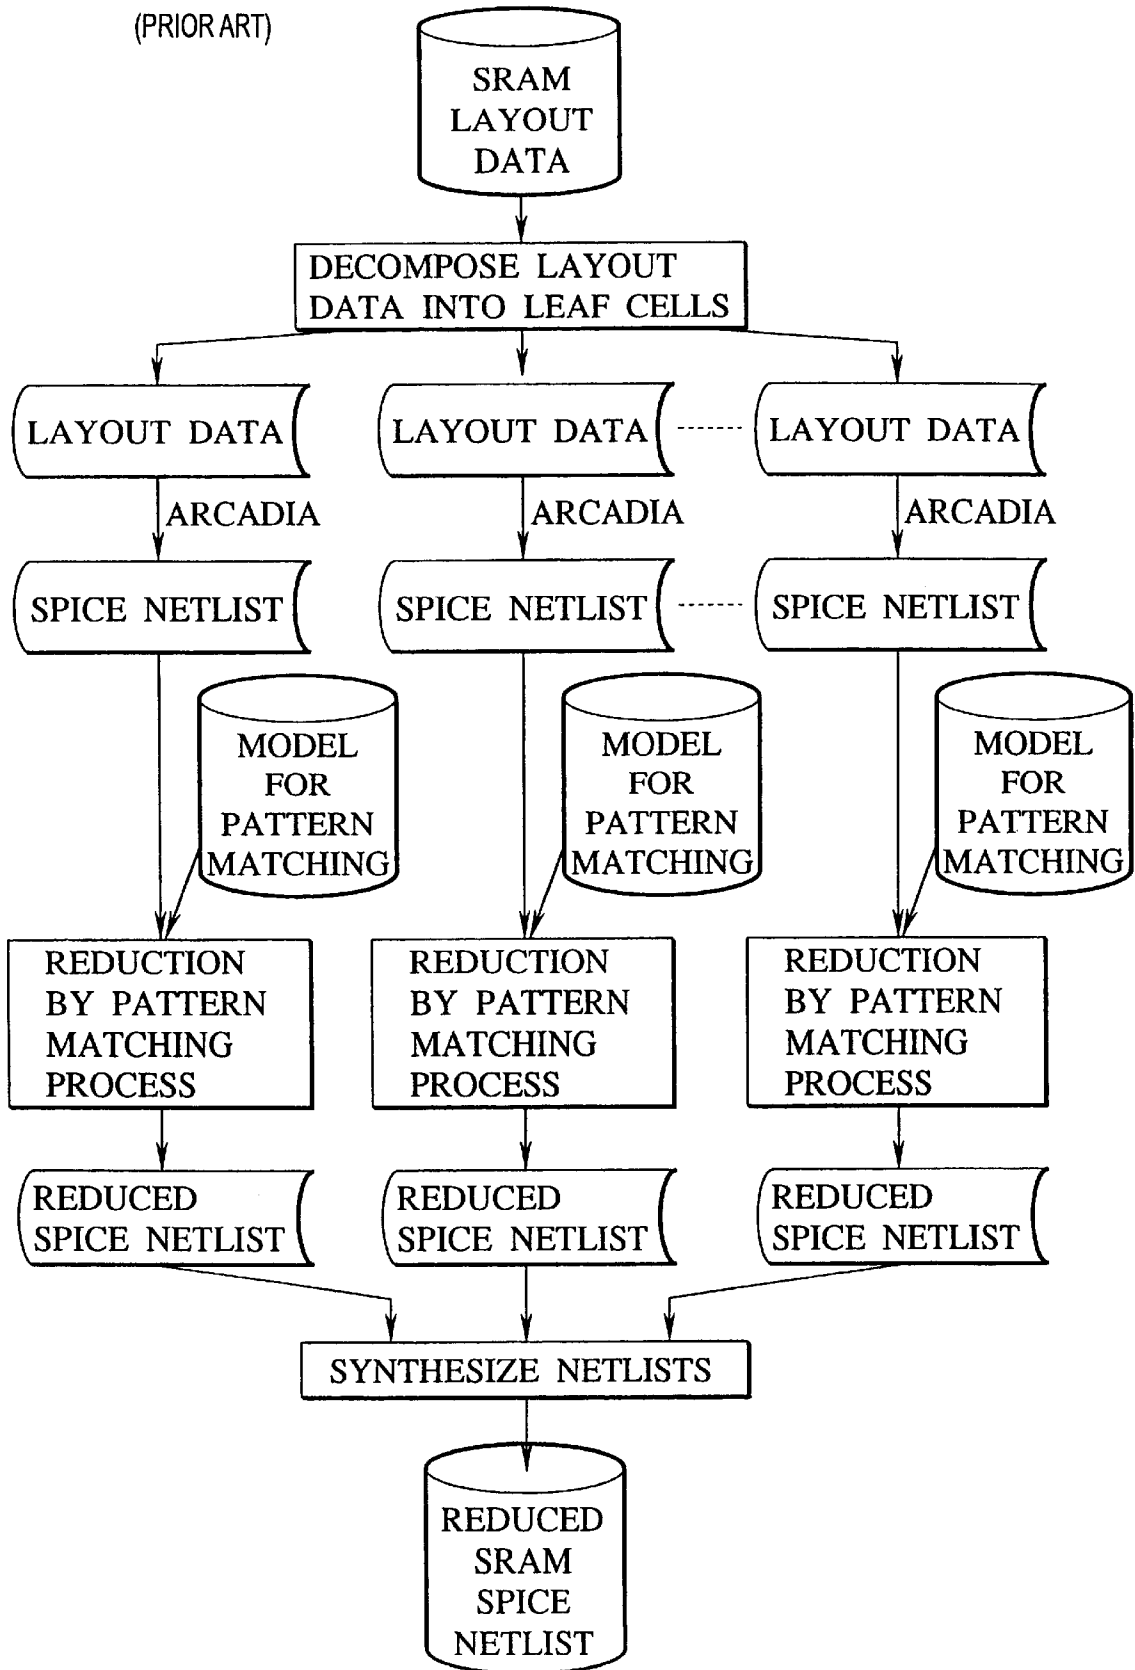 (PRIOR ART)
SRAM
LAYOUT
DATA
DECOMPOSE LAYOUT
DATA INTO LEAF CELLS
LAYOUT DATA
LAYOUT DATA
LAYOUT DATA
ARCADIA
ARCADIA
ARCADIA
SPICE NETLIST
SPICE NETLIST
SPICE NETLIST
MODEL
FOR
PATTERN
MATCHING
MODEL
FOR
PATTERN
MATCHING
MODEL
FOR
PATTERN
MATCHING
REDUCTION
BY PATTERN
MATCHING
PROCESS
REDUCTION
BY PATTERN
MATCHING
PROCESS
REDUCTION
BY PATTERN
MATCHING
PROCESS
REDUCED
SPICE NETLIST
REDUCED
SPICE NETLIST
REDUCED
SPICE NETLIST
SYNTHESIZE NETLISTS
REDUCED
SRAM
SPICE
NETLIST